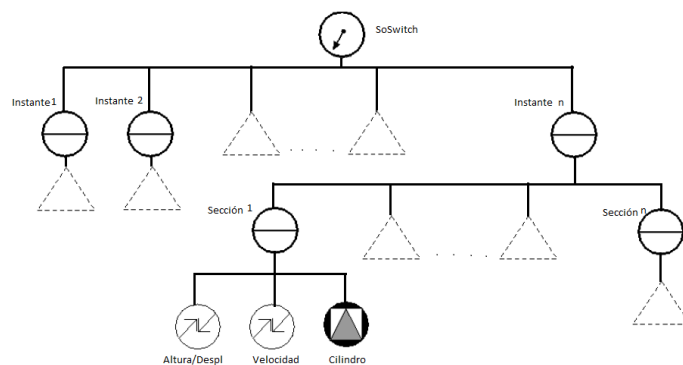 SoSwitch
Instante 1
Instante 2
Instante n
Sección 1
Sección n
Altura/Despl
Velocidad
Cilindro